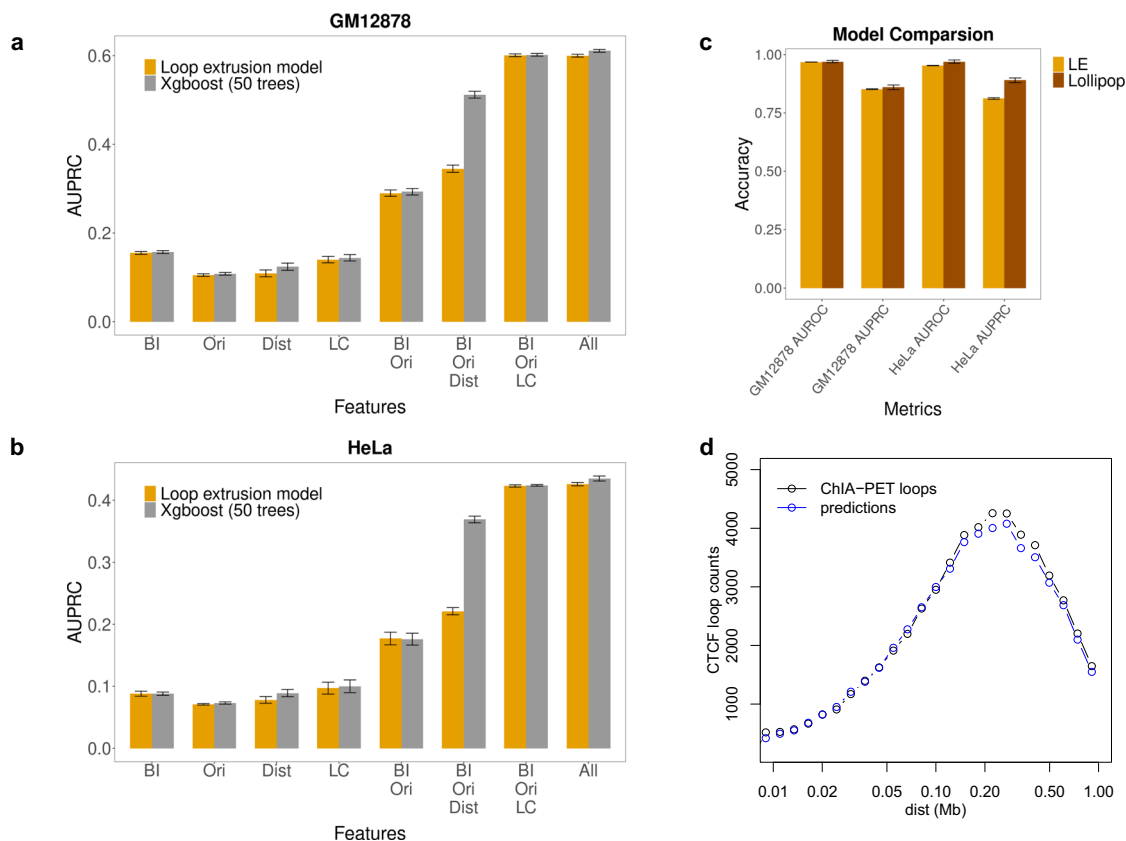 a
GM12878
Loop extrusion model
Xgboost (50 trees)
AUPRC
0.6
0.4
0.2
0.0
BI
Ori
Dist
LC
BI
Ori
BI
Ori
Dist
BI
Ori
LC
All
Features
b
HeLa
Loop extrusion model
Xgboost (50 trees)
AUPRC
0.4
0.3
0.2
0.1
0.0
BI
Ori
Dist
LC
BI
Ori
BI
Ori
Dist
BI
Ori
LC
All
Features
c
Model Comparsion
LE
Lollipop
Accuracy
1.00
0.75
0.50
0.25
0.00
GM12878 AUROC
GM12878 AUPRC
HeLa AUROC
HeLa AUPRC
Metrics
d
ChIA−PET loops
predictions
CTCF loop counts
5000
4000
3000
2000
1000
0.01 0.02 0.05 0.10 0.20 0.50 1.00
dist (Mb)